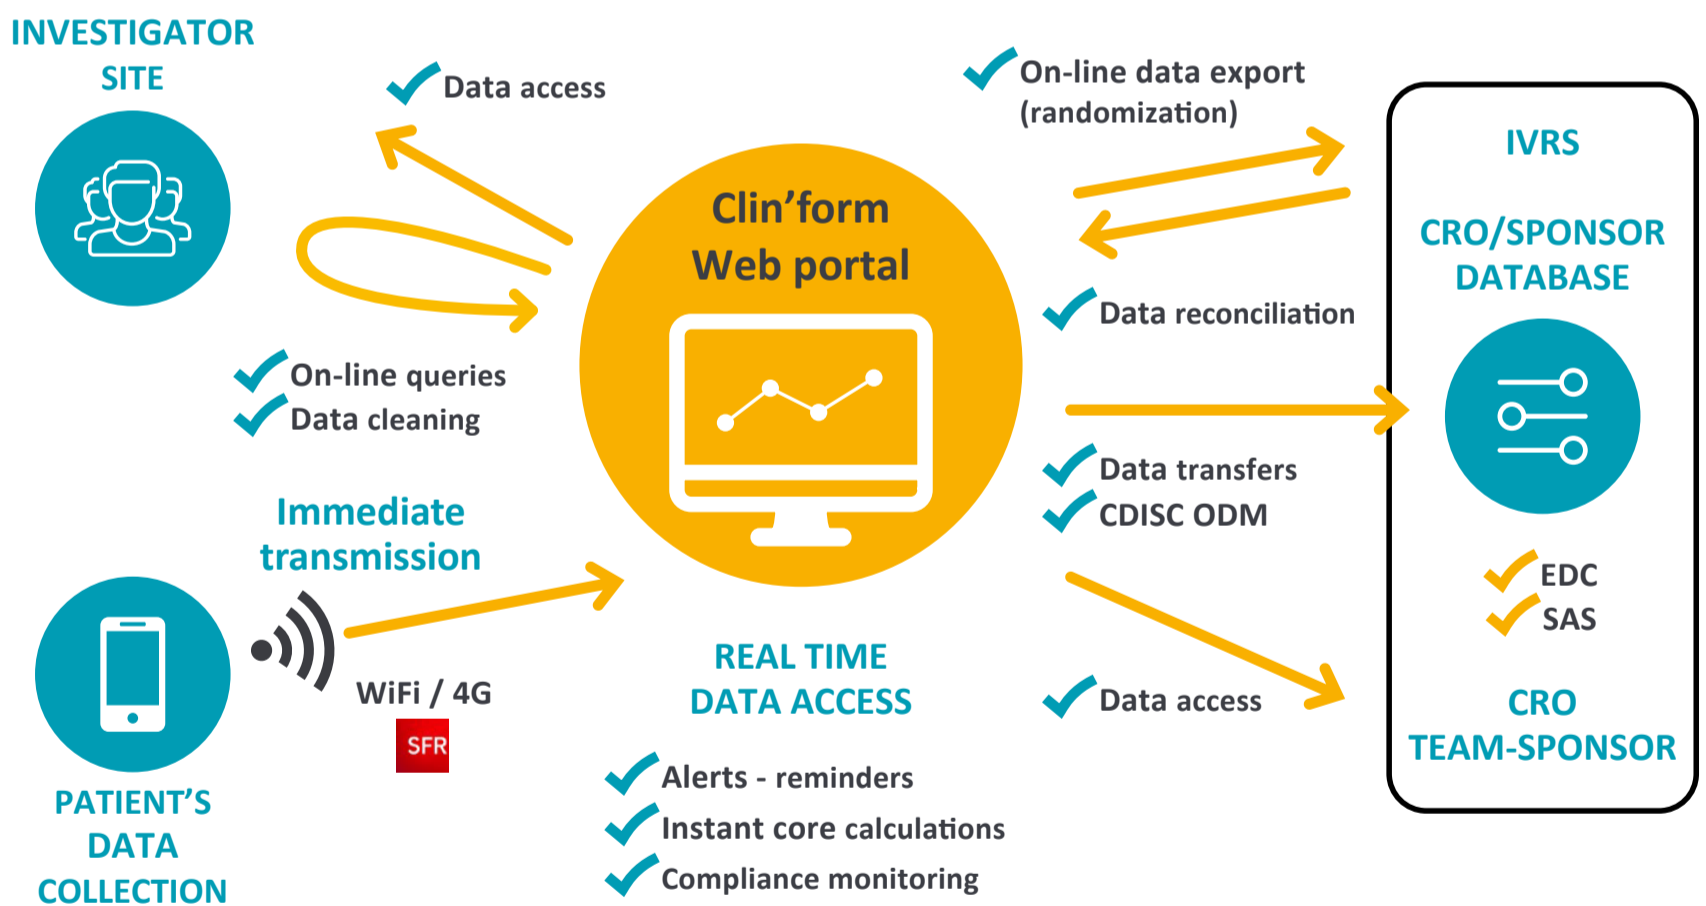 INVESTIGATOR
SITE
Data access
On-line queries
Data cleaning
Immediate
transmission
WiFi / 4G
SFR
PATIENT’S
DATA
COLLECTION
Clin’form
Web portal
REAL TIME
DATA ACCESS
Alerts - reminders
Instant core calculations
Compliance monitoring
On-line data export
(randomization)
Data reconciliation
Data transfers
CDISC ODM
Data access
IVRS
CRO/SPONSOR
DATABASE
EDC
SAS
CRO
TEAM-SPONSOR